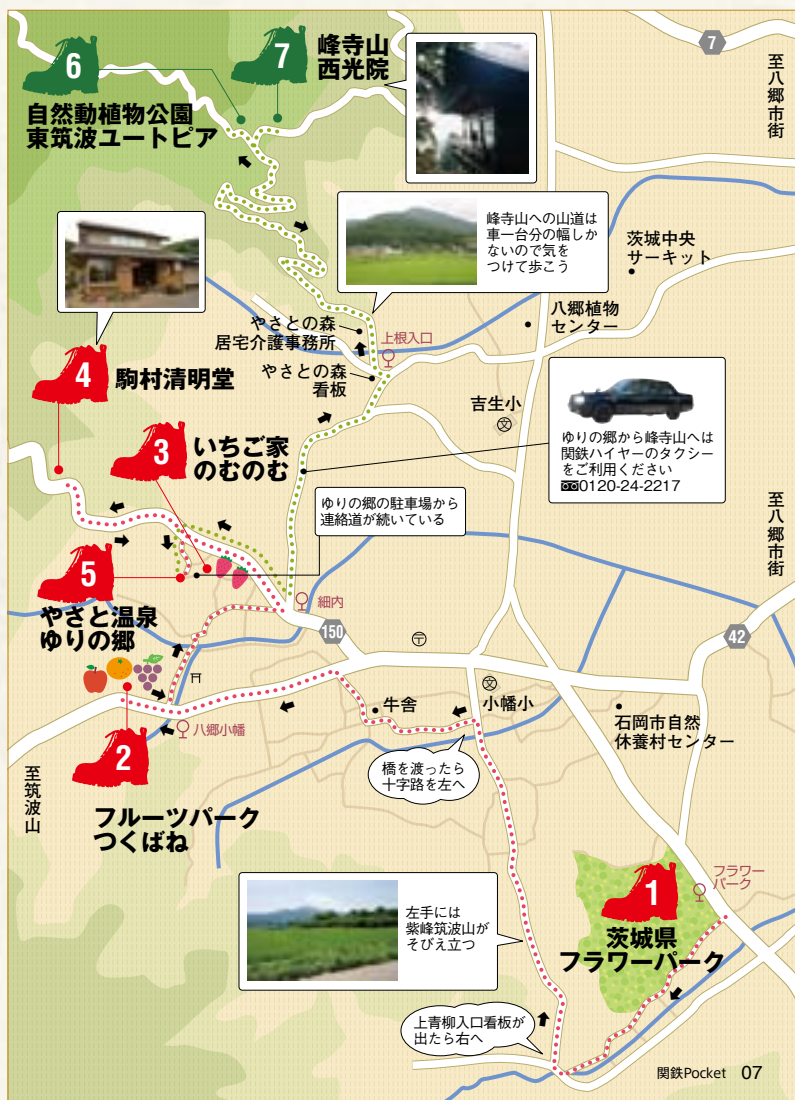 6
自然動植物公園
東筑波ユートピア
7
峰寺山
西光院
7
至八郷市街
峰寺山への山道は
車一台分の幅しか
ないので気を
つけて歩こう
茨城中央
サーキット
八郷植物
センター
やさとの森
居宅介護事務所
上根入口
やさとの森
看板
4
駒村清明堂
吉生小
文
3
いちご家
のむのむ
ゆりの郷から峰寺山へは
関鉄ハイヤーのタクシー
をご利用ください
0120-24-2217
ゆりの郷の駐車場から
連絡道が続いている
至八郷市街
5
やさと温泉
ゆりの郷
細内
150
〒
42
文
牛舎
小幡小
石岡市自然
休養村センター
八郷小幡
2
フルーツパーク
つくばね
至筑波山
橋を渡ったら
十字路を左へ
フラワー
パーク
1
茨城県
フラワーパーク
左手には
紫峰筑波山が
そびえ立つ
上青柳入口看板が
出たら右へ
関鉄Pocket 07